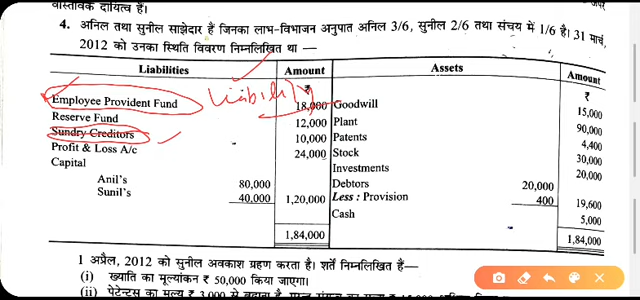 वास्तविक दायित्व हैं।
4. अनिल तथा सुनील साझेदार हैं जिनका लाभ-विभाजन अनुपात अनिल 3/6, सुनील 2/6 तथा संचय में 1/6 है। 31 मार्च,
2012 को उनका स्थिति विवरण निम्नलिखित था —
Liabilities Amount Assets Amount
₹ ₹
Liability
Employee Provident Fund 18,000 Goodwill 15,000
Reserve Fund 12,000 Plant 90,000
Sundry Creditors 10,000 Patents 4,400
Profit & Loss A/c 24,000 Stock 30,000
Capital Investments 20,000
Anil's 80,000 Debtors 20,000
Sunil's 40,000 1,20,000 Less : Provision 400 19,600
Cash 5,000
1,84,000 1,84,000
1 अप्रैल, 2012 को सुनील अवकाश ग्रहण करता है। शर्तें निम्नलिखित हैं—
(i) ख्याति का मूल्यांकन ₹ 50,000 किया जाएगा।
(ii) पेटेन्ट्स का मूल्य ₹ 3,000 से बढ़ाना है,